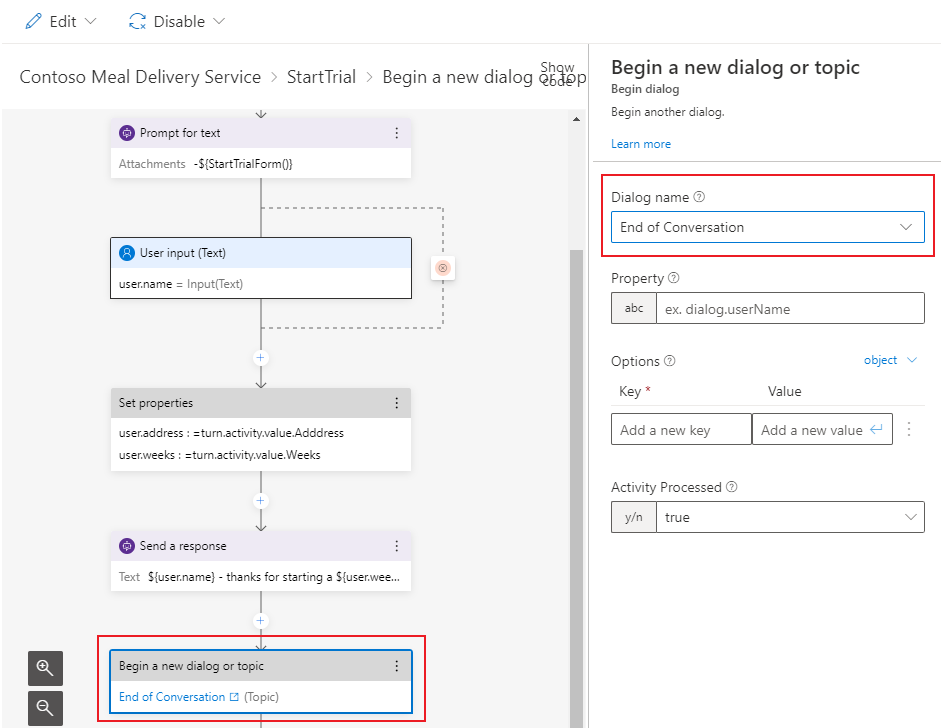 Edit
Disable
Contoso Meal Delivery Service > StartTrial > Begin a new dialog or top
Show code
Prompt for text
Attachments -${StartTrialForm()}
User input (Text)
user.name = Input(Text)
Set properties
user.address : =turn.activity.value.Adddress
user.weeks : =turn.activity.value.Weeks
Send a response
Text ${user.name} - thanks for starting a ${user.wee...
Begin a new dialog or topic
End of Conversation (Topic)
Begin a new dialog or topic
Begin dialog
Begin another dialog.
Learn more
Dialog name
End of Conversation
Property
abc ex. dialog.userName
Options object
Key * Value
Add a new key Add a new value
Activity Processed
y/n true